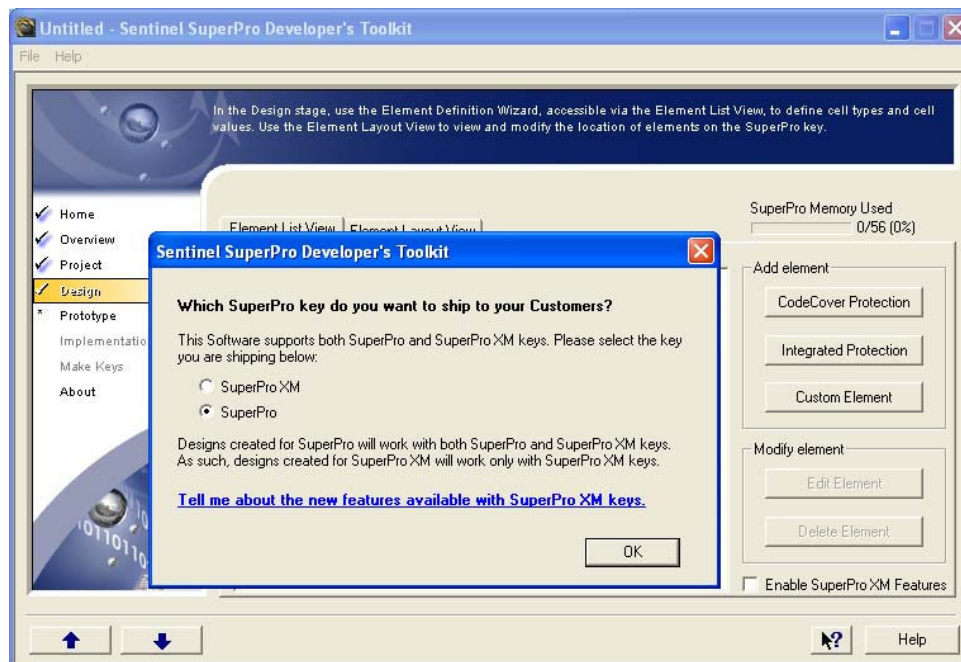 Untitled - Sentinel SuperPro Developer's Toolkit
File Help
In the Design stage, use the Element Definition Wizard, accessible via the Element List View, to define cell types and cell
values. Use the Element Layout View to view and modify the location of elements on the SuperPro key.
Home
Overview
Project
Design
Prototype
Implementatio
Make Keys
About
Element List View Element Layout View
SuperPro Memory Used
0/56 (0%)
Sentinel SuperPro Developer's Toolkit
Which SuperPro key do you want to ship to your Customers?
This Software supports both SuperPro and SuperPro XM keys. Please select the key
you are shipping below:
SuperPro XM
SuperPro
Designs created for SuperPro will work with both SuperPro and SuperPro XM keys.
As such, designs created for SuperPro XM will work only with SuperPro XM keys.
Tell me about the new features available with SuperPro XM keys.
OK
Add element
CodeCover Protection
Integrated Protection
Custom Element
Modify element
Edit Element
Delete Element
Enable SuperPro XM Features
Help